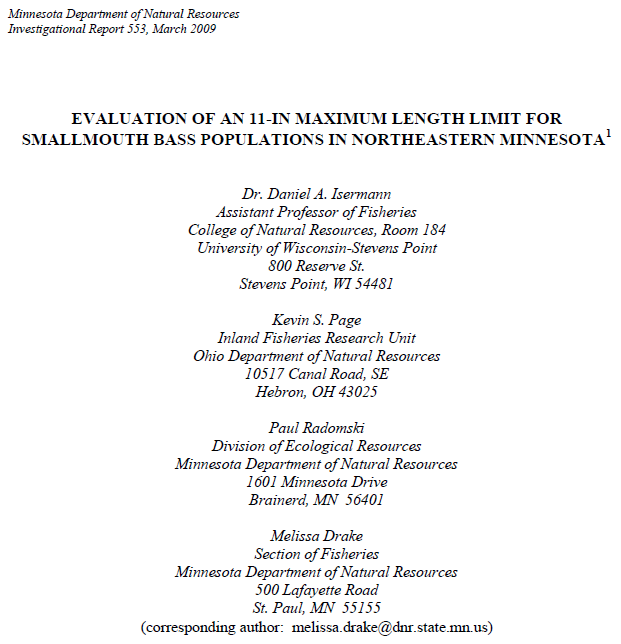 Minnesota Department of Natural Resources
Investigational Report 553, March 2009
EVALUATION OF AN 11-IN MAXIMUM LENGTH LIMIT FOR
SMALLMOUTH BASS POPULATIONS IN NORTHEASTERN MINNESOTA1
Dr. Daniel A. Isermann
Assistant Professor of Fisheries
College of Natural Resources, Room 184
University of Wisconsin-Stevens Point
800 Reserve St.
Stevens Point, WI 54481
Kevin S. Page
Inland Fisheries Research Unit
Ohio Department of Natural Resources
10517 Canal Road, SE
Hebron, OH 43025
Paul Radomski
Division of Ecological Resources
Minnesota Department of Natural Resources
1601 Minnesota Drive
Brainerd, MN  56401
Melissa Drake
Section of Fisheries
Minnesota Department of Natural Resources
500 Lafayette Road
St. Paul, MN  55155
(corresponding author:  melissa.drake@dnr.state.mn.us)